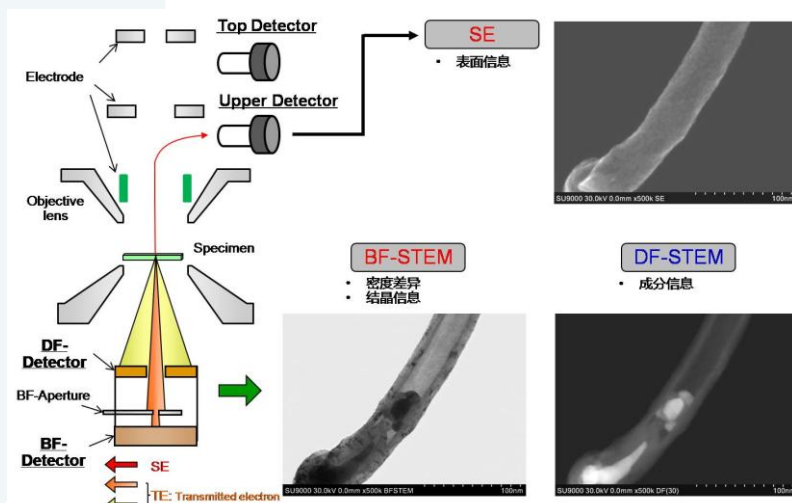 Top Detector
Electrode
Upper Detector
Objective
lens
Specimen
DF-
Detector
BF-Aperture
BF-
Detector
SE
TE: Transmitted electron
SE
▪ 表面信息
SU9000 30.0kV 0.0mm x500k SE
100nm
BF-STEM
▪ 密度差异
▪ 结晶信息
SU9000 30.0kV 0.0mm x500k BFSTEM
100nm
DF-STEM
▪ 成分信息
SU9000 30.0kV 0.0mm x500k DF(30)
100nm